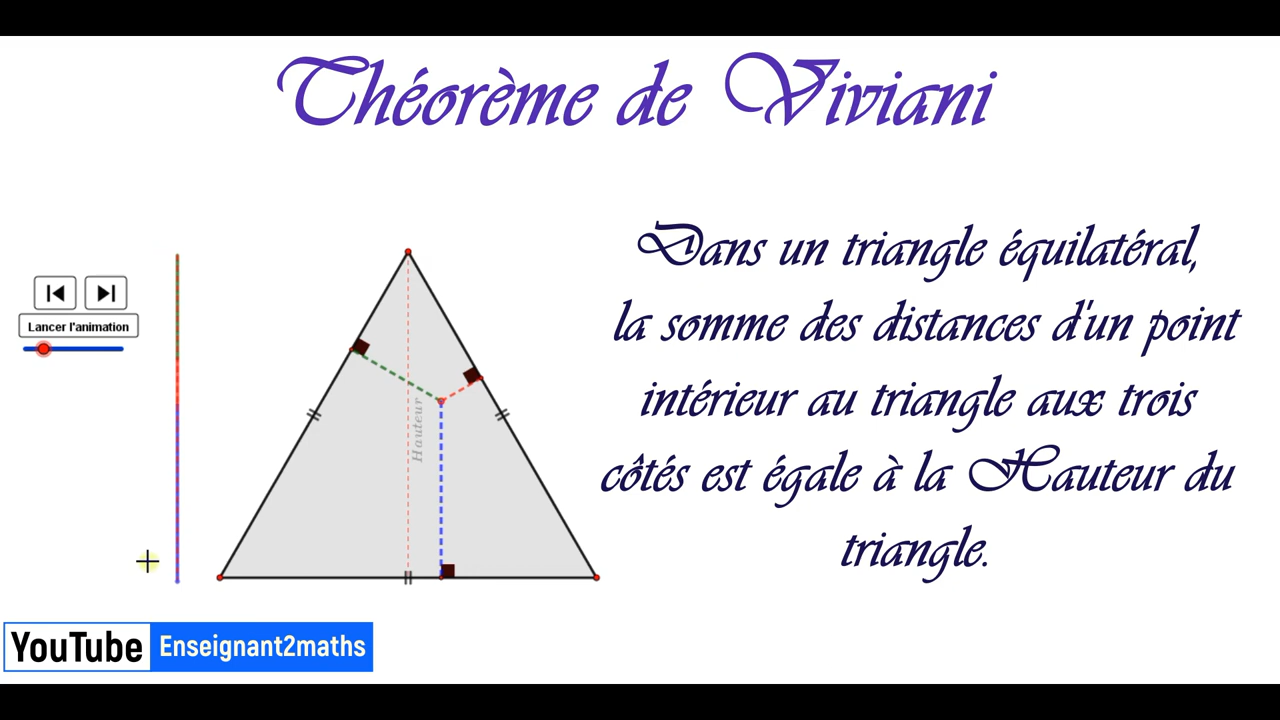 Théorème de Viviani
Dans un triangle équilatéral,
la somme des distances d'un point
intérieur au triangle aux trois
côtés est égale à la Hauteur du
triangle.
Lancer l'animation
Hauteur
YouTube Enseignant2maths